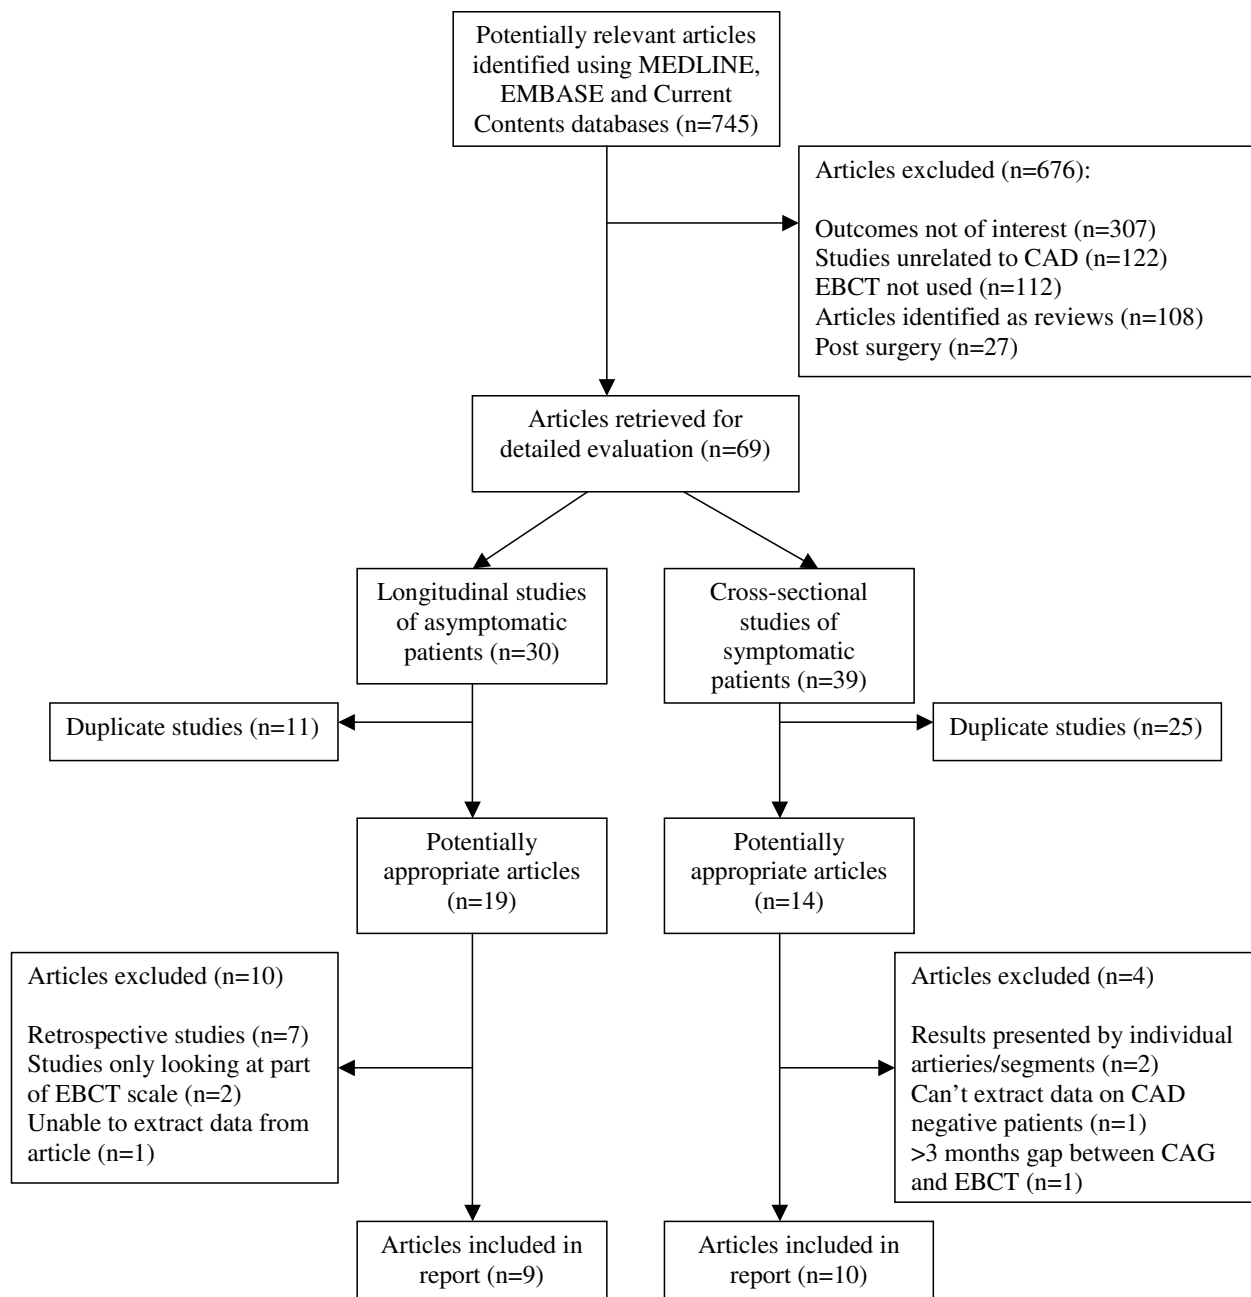 Potentially relevant articles
identified using MEDLINE,
EMBASE and Current
Contents databases (n=745)
Articles excluded (n=676):
Outcomes not of interest (n=307)
Studies unrelated to CAD (n=122)
EBCT not used (n=112)
Articles identified as reviews (n=108)
Post surgery (n=27)
Articles retrieved for
detailed evaluation (n=69)
Longitudinal studies
of asymptomatic
patients (n=30)
Cross-sectional
studies of
symptomatic
patients (n=39)
Duplicate studies (n=11)
Duplicate studies (n=25)
Potentially
appropriate articles
(n=19)
Potentially
appropriate articles
(n=14)
Articles excluded (n=10)
Retrospective studies (n=7)
Studies only looking at part
of EBCT scale (n=2)
Unable to extract data from
article (n=1)
Articles excluded (n=4)
Results presented by individual
artieries/segments (n=2)
Can't extract data on CAD
negative patients (n=1)
>3 months gap between CAG
and EBCT (n=1)
Articles included in
report (n=9)
Articles included in
report (n=10)